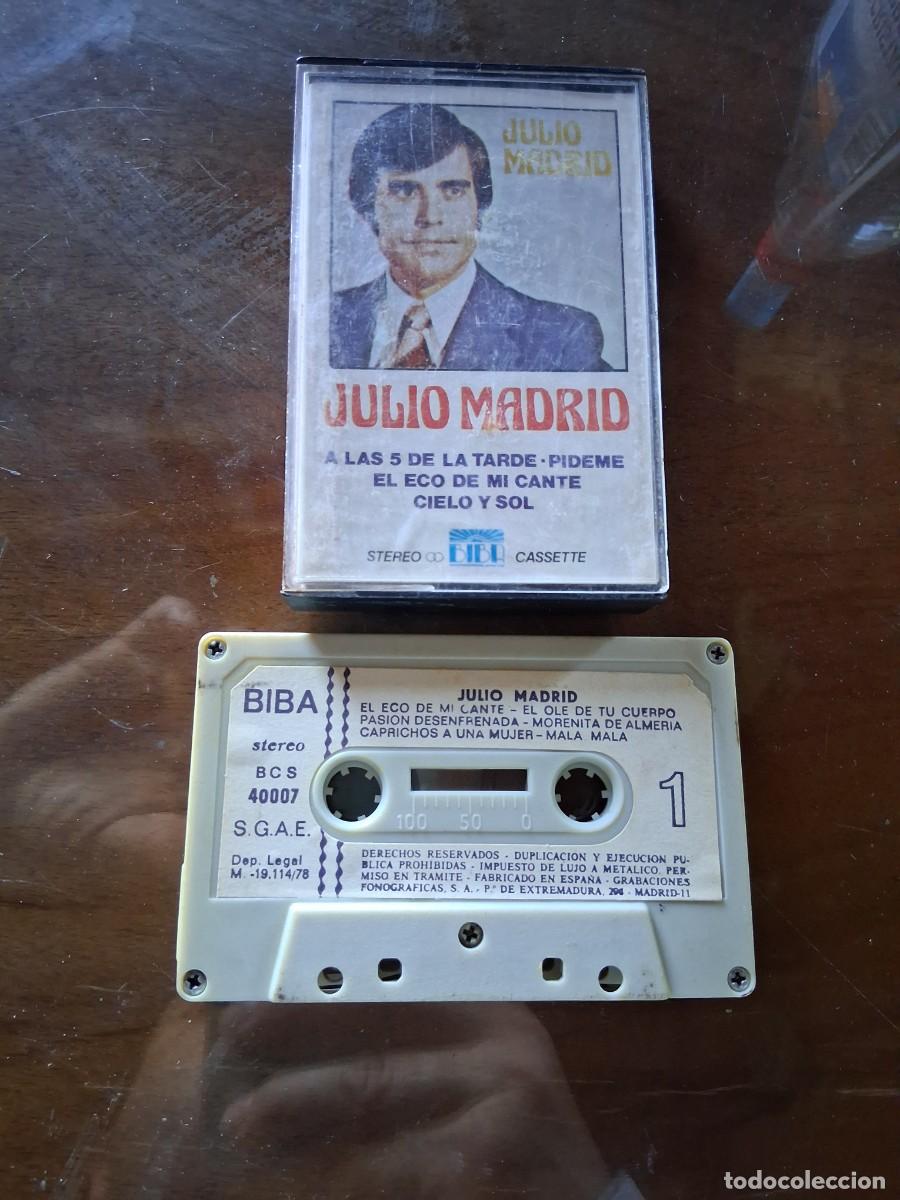 JULIO
MADRID
JULIO MADRID
A LAS 5 DE LA TARDE · PIDEME
EL ECO DE MI CANTE
CIELO Y SOL
STEREO BIBA CASSETTE
BIBA
stereo
BCS
40007
S.G.A.E.
Dep. Legal
M. -19.114/78
JULIO MADRID
EL ECO DE MI CANTE - EL OLE DE TU CUERPO
PASION DESENFRENADA - MORENITA DE ALMERIA
CAPRICHOS A UNA MUJER - MALA MALA
1
100 50 0
DERECHOS RESERVADOS - DUPLICACION Y EJECUCION PU-
BLICA PROHIBIDAS - IMPUESTO DE LUJO A METALICO. PER-
MISO EN TRAMITE - FABRICADO EN ESPAÑA - GRABACIONES
FONOGRAFICAS, S. A. - P.º DE EXTREMADURA, - MADRID-11
todocoleccion